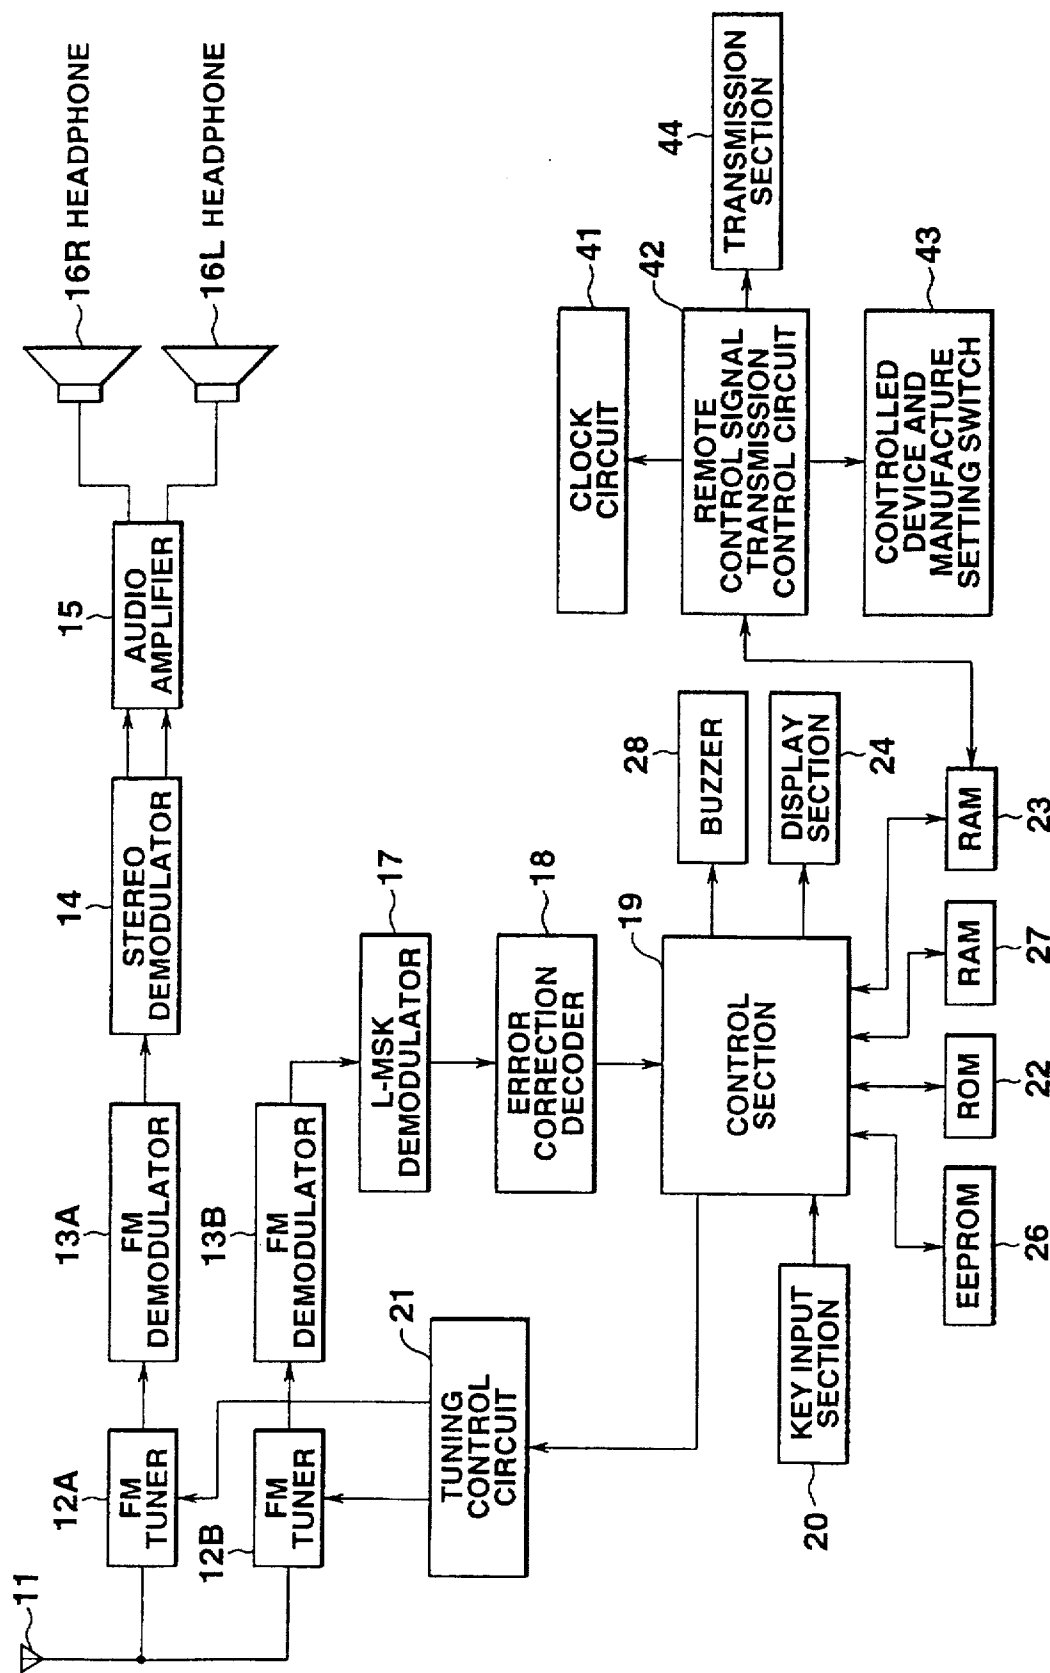 11
12A
FM
TUNER
13A
FM
DEMODULATOR
14
STEREO
DEMODULATOR
15
AUDIO
AMPLIFIER
16R HEADPHONE
16L HEADPHONE
12B
FM
TUNER
13B
FM
DEMODULATOR
17
L-MSK
DEMODULATOR
18
ERROR
CORRECTION
DECODER
21
TUNING
CONTROL
CIRCUIT
19
CONTROL
SECTION
20
KEY INPUT
SECTION
28
BUZZER
24
DISPLAY
SECTION
EEPROM
26
ROM
22
RAM
27
RAM
23
41
CLOCK
CIRCUIT
42
REMOTE
CONTROL SIGNAL
TRANSMISSION
CONTROL CIRCUIT
44
TRANSMISSION
SECTION
43
CONTROLLED
DEVICE AND
MANUFACTURE
SETTING SWITCH